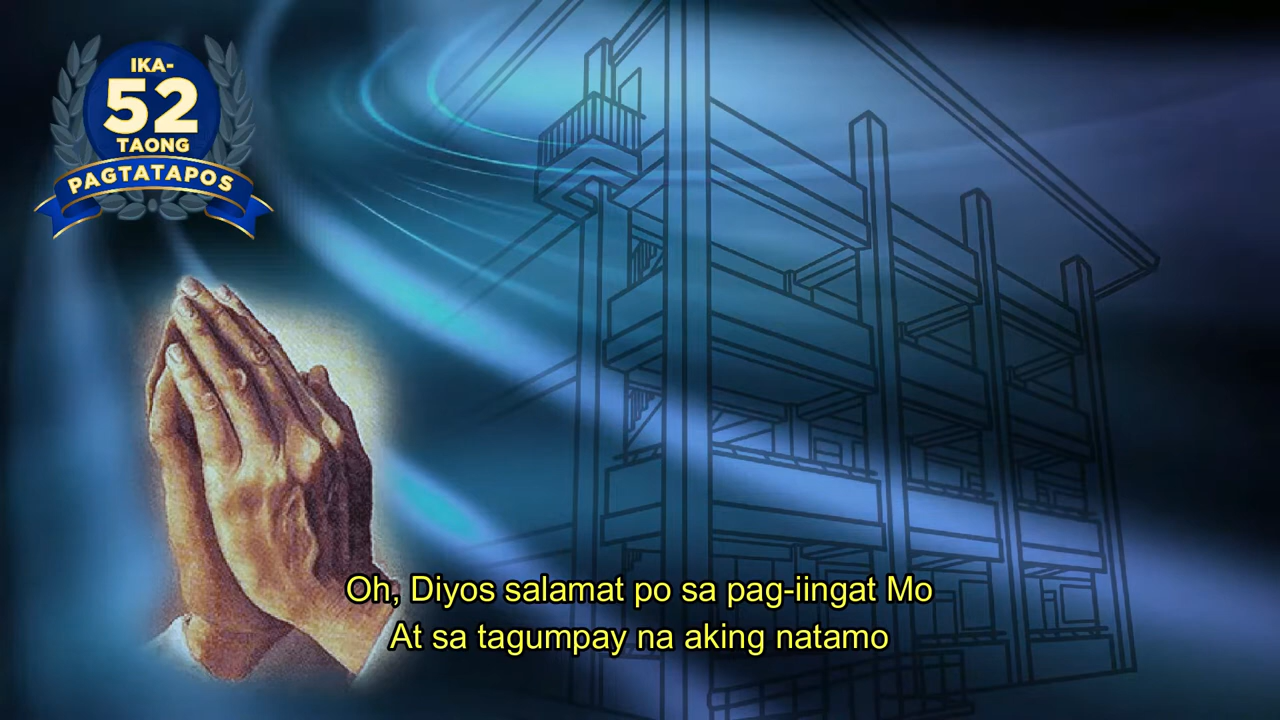 IKA-
52
TAONG
PAGTATAPOS
Oh, Diyos salamat po sa pag-iingat Mo
At sa tagumpay na aking natamo